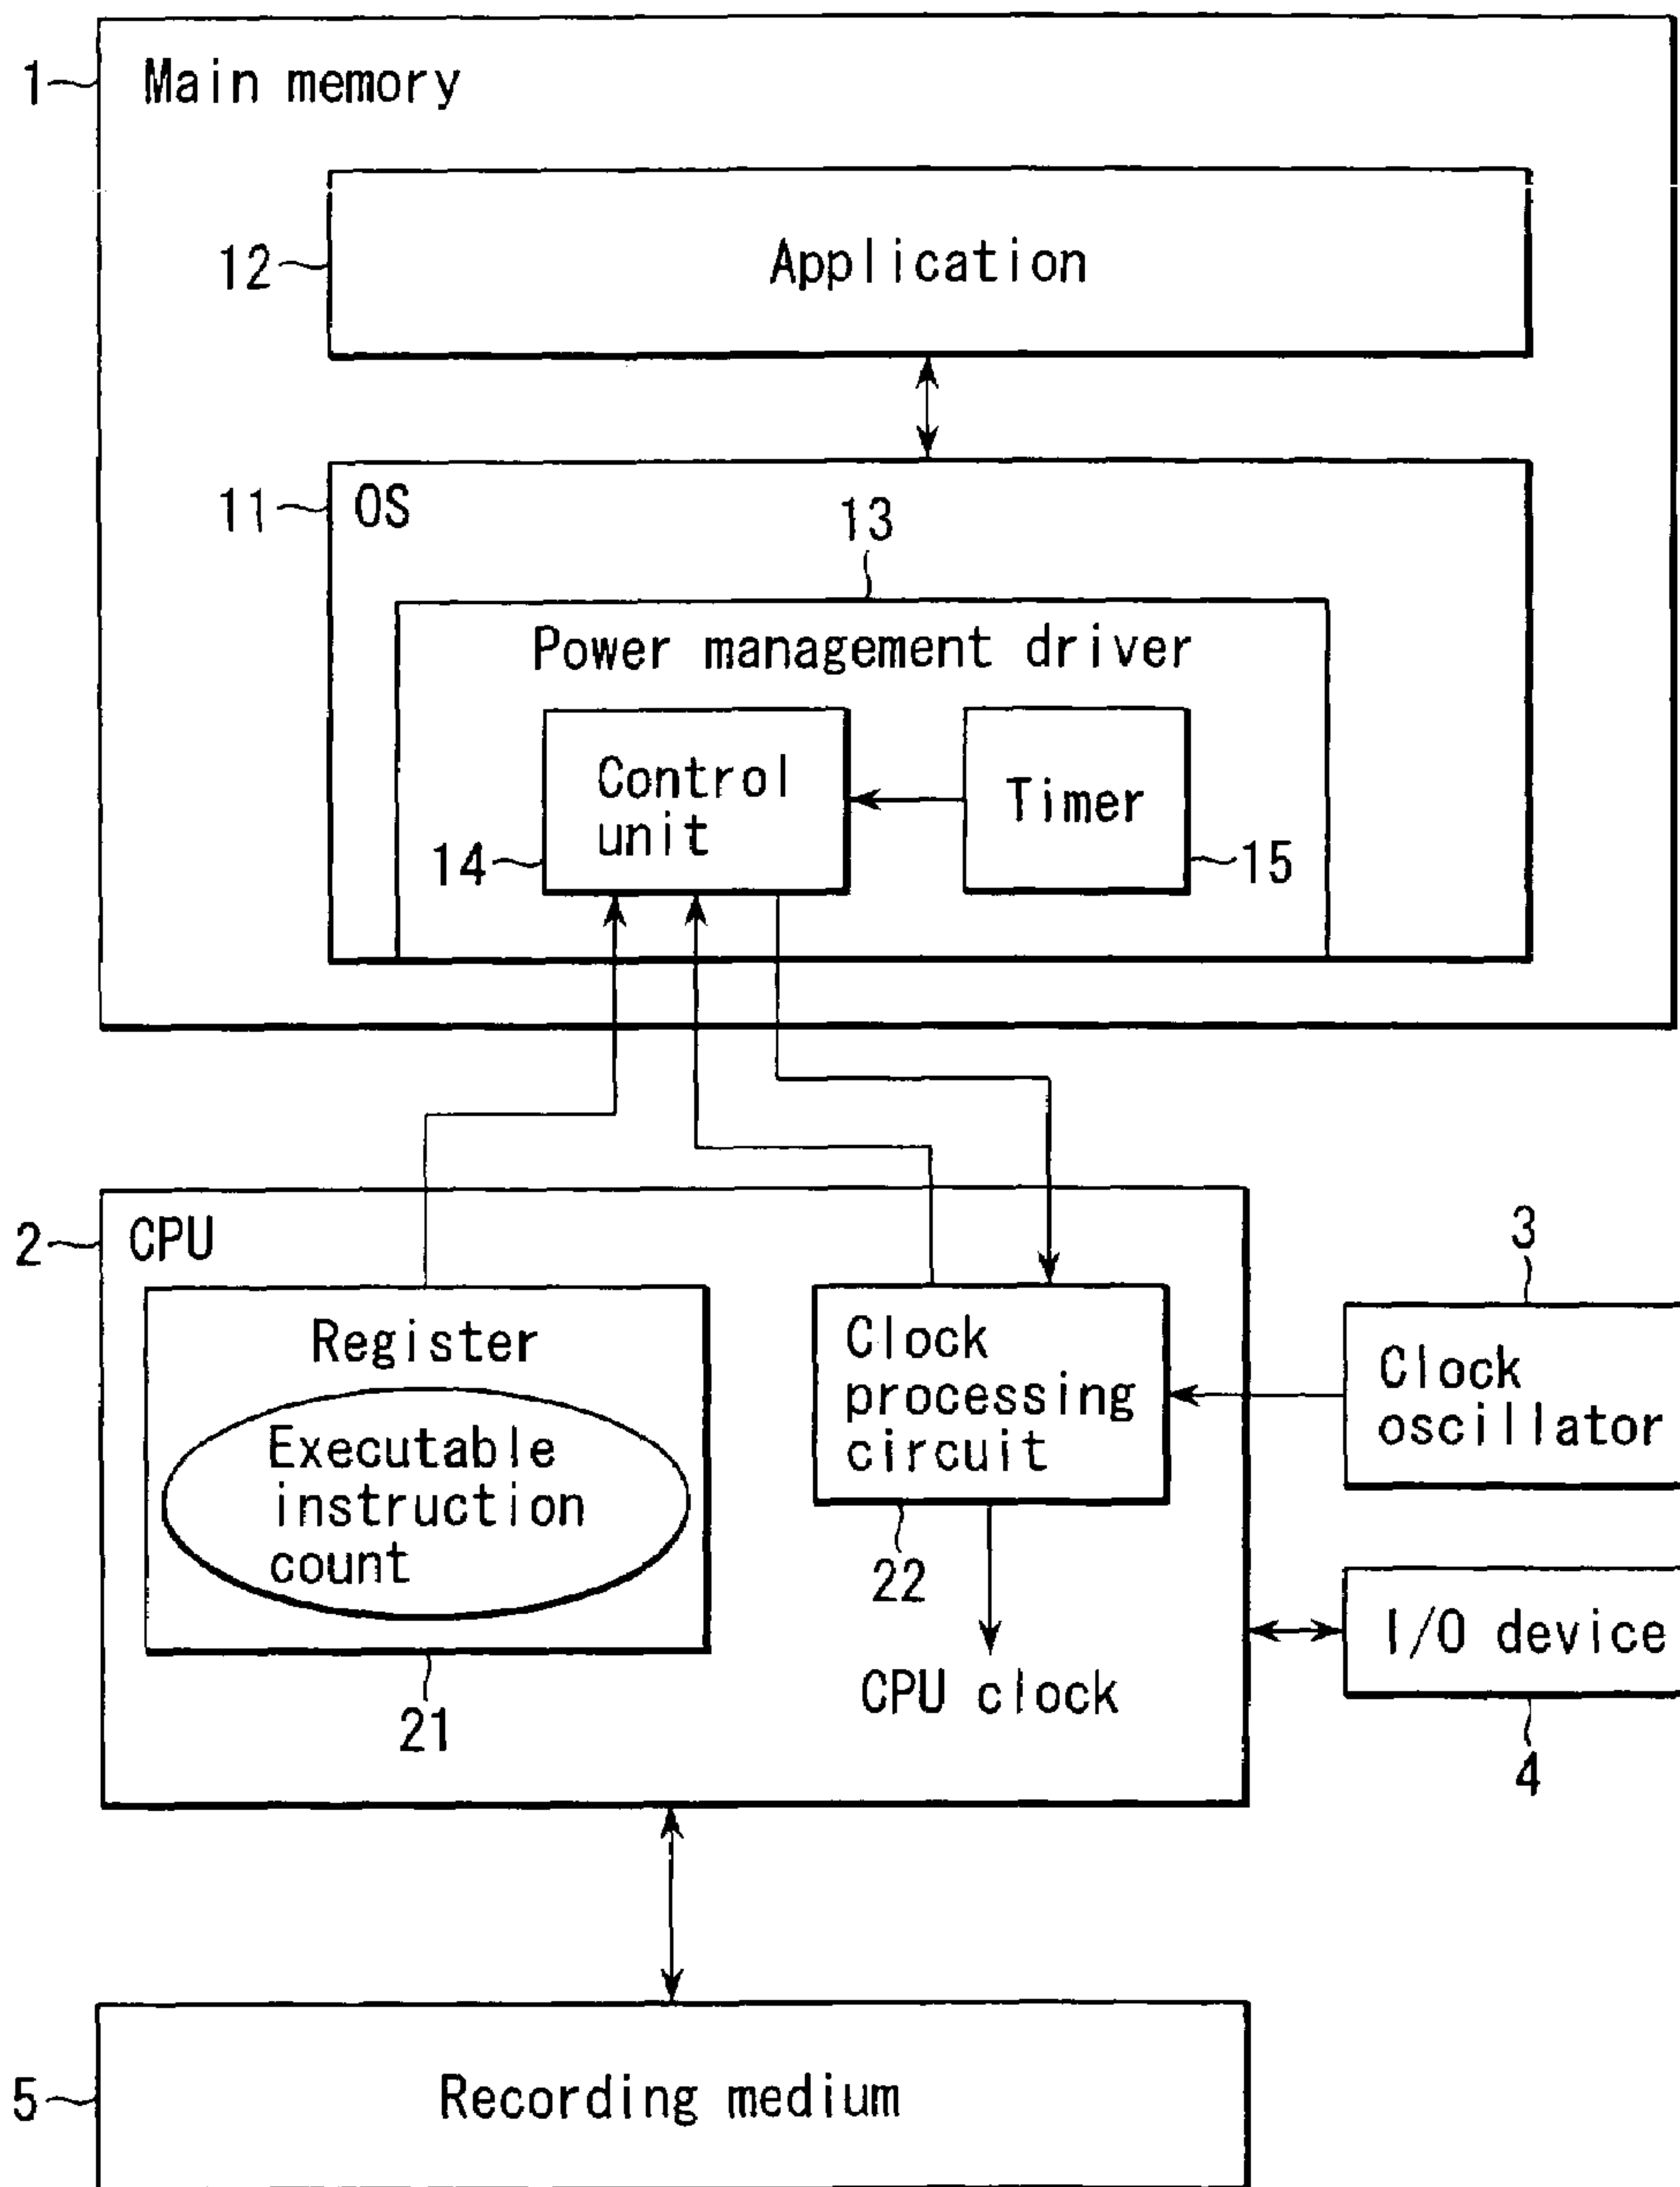 1
Main memory
12
Application
11
OS
13
Power management driver
Control
unit
Timer
14
15
2
CPU
3
Register
Executable
instruction
count
21
Clock
processing
circuit
22
CPU clock
Clock
oscillator
I/O device
4
5
Recording medium